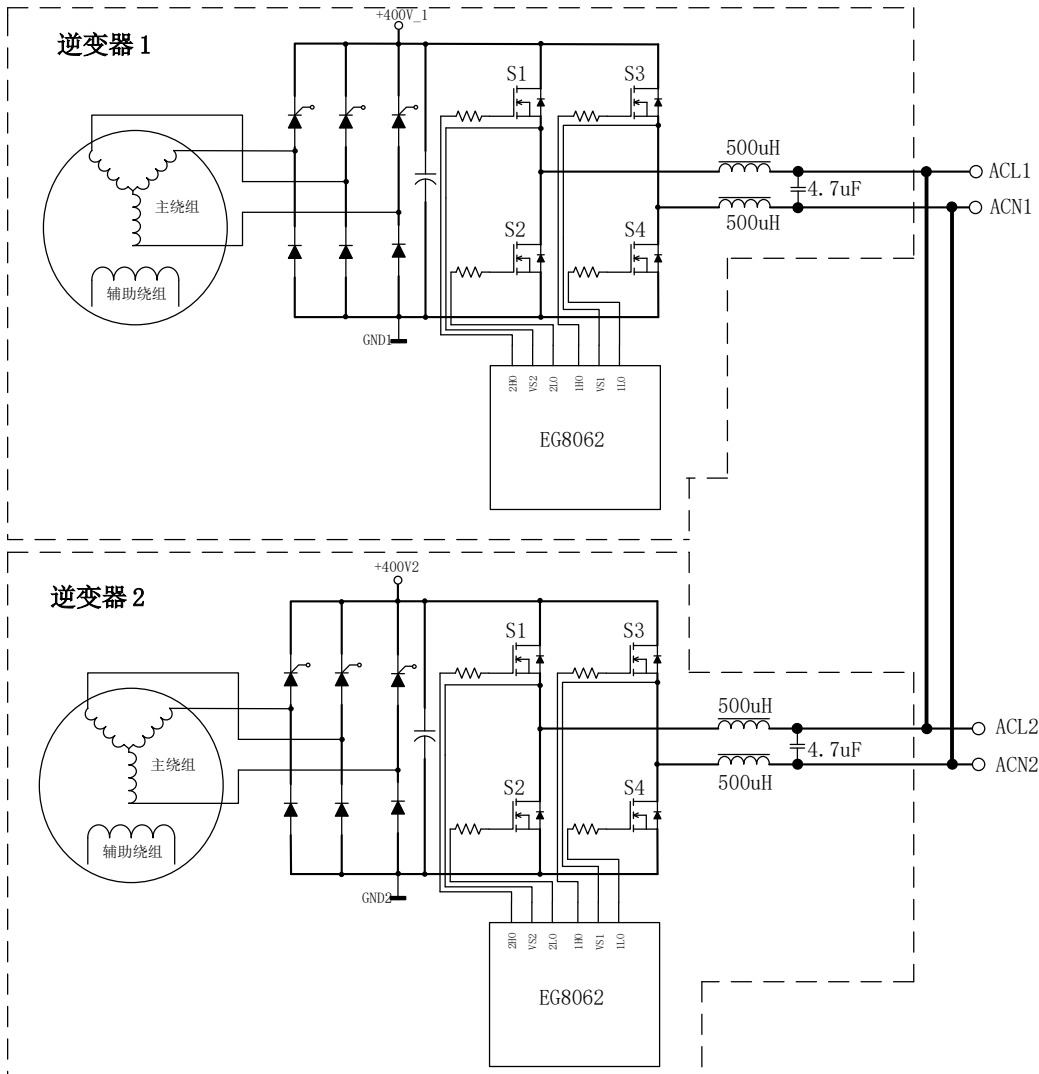 +400V_1
逆变器1
S1
S3
500uH
ACL1
4.7uF
主绕组
ACN1
500uH
S2
S4
辅助绕组
GND1
2HO
VS2
2LO
1HO
VS1
1LO
EG8062
+400V2
逆变器2
S1
S3
500uH
ACL2
4.7uF
主绕组
ACN2
500uH
S2
S4
辅助绕组
GND2
2HO
VS2
2LO
1HO
VS1
1LO
EG8062